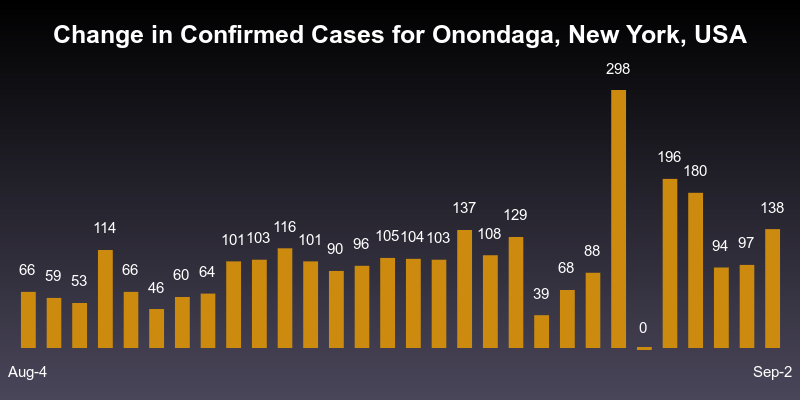 Change in Confirmed Cases for Onondaga, New York, USA
66 59 53 114 66 46 60 64 101 103 116 101 90 96 105 104 103 137 108 129 39 68 88 298 0 196 180 94 97 138
Aug-4 Sep-2